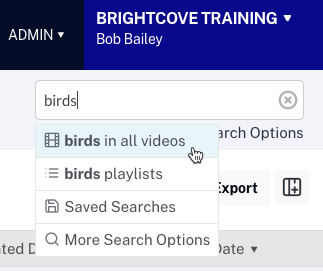 ADMIN ▼ BRIGHTCOVE TRAINING ▼
Bob Bailey
birds
birds in all videos
arch Options
birds playlists
Export
Saved Searches
More Search Options
ted D
Date ▼